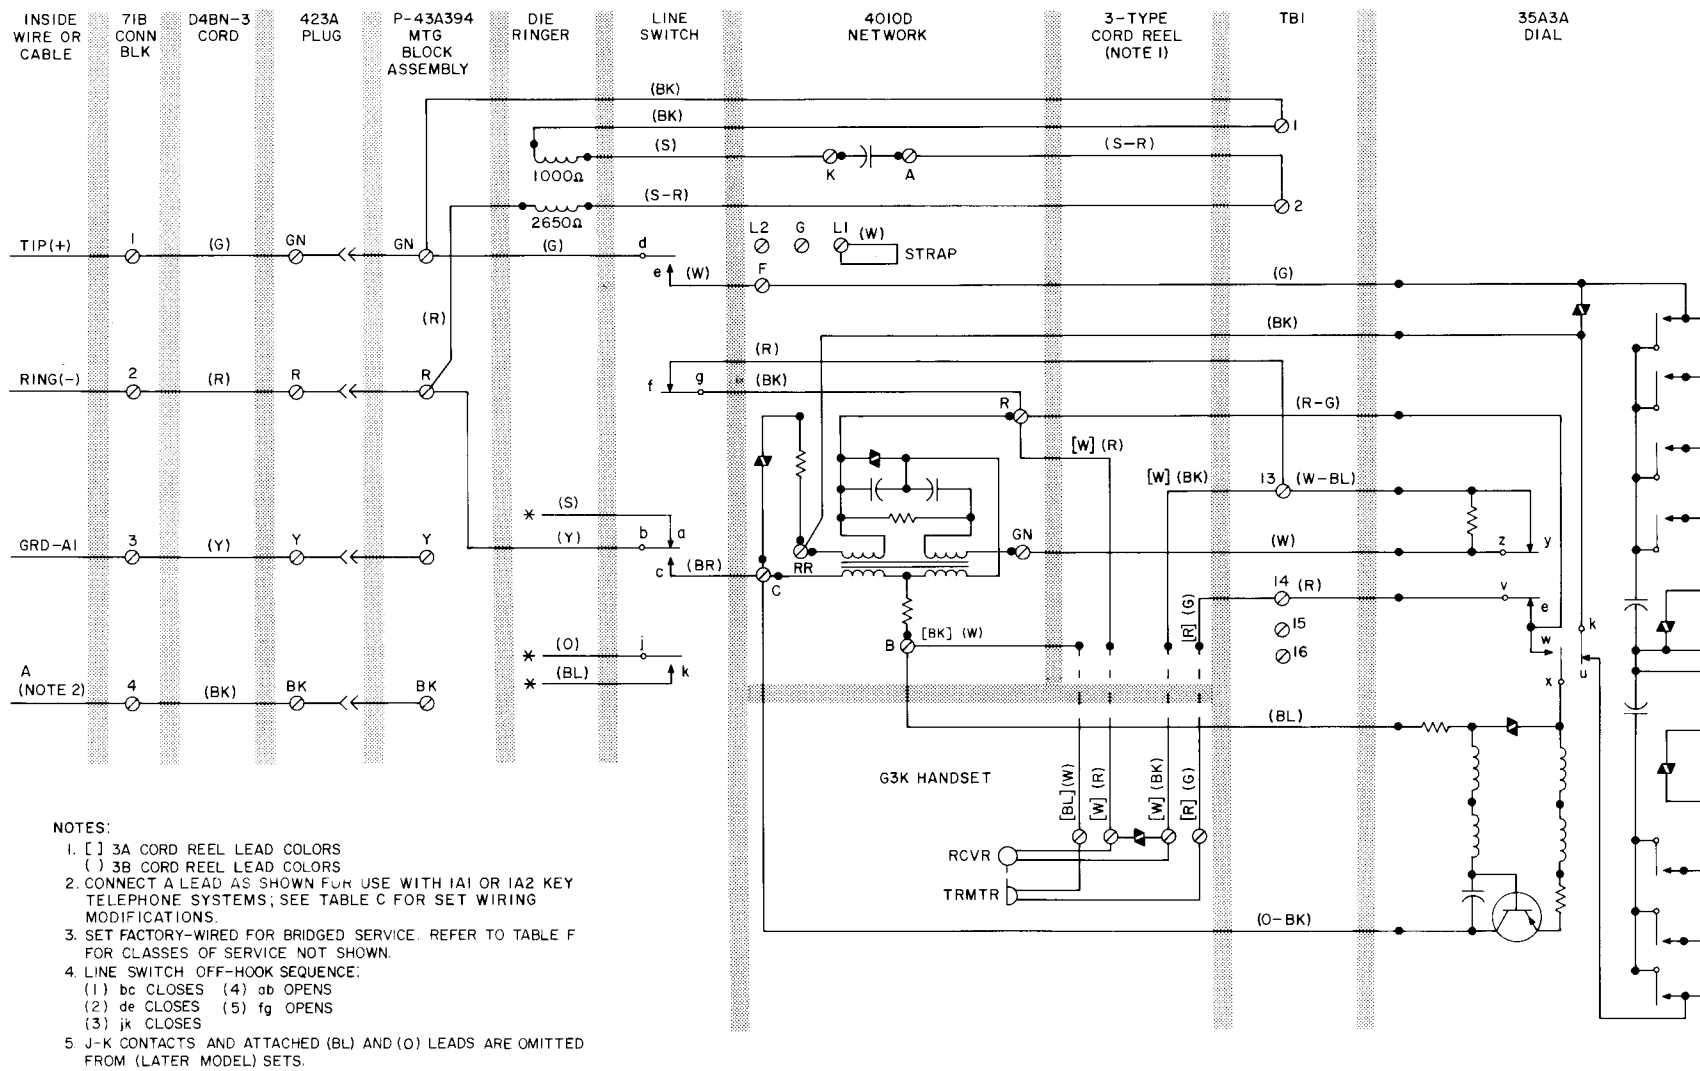 INSIDE WIRE OR CABLE
71B CONN BLK
D4BN-3 CORD
423A PLUG
P-43A394 MTG BLOCK ASSEMBLY
DIE RINGER
LINE SWITCH
4010D NETWORK
3-TYPE CORD REEL (NOTE 1)
TB1
35A3A DIAL
(BK)
(BK)
1
(S)
K
A
(S-R)
1000Ω
(S-R)
2
2650Ω
TIP(+)
1
(G)
GN
GN
(G)
d
L2
G
L1
(W)
STRAP
e
(W)
F
(G)
(R)
(BK)
(R)
RING(-)
2
(R)
R
R
f
g
(BK)
R
(R-G)
[W] (R)
[W] (BK)
13
(W-BL)
*
(S)
GRD-A1
3
(Y)
Y
Y
(Y)
b
a
c
(BR)
C
RR
GN
(W)
z
y
[R] (G)
14
(R)
v
e
15
16
w
k
x
u
B
[BK] (W)
*
(O)
j
*
(BL)
k
A
(NOTE 2)
4
(BK)
BK
BK
(BL)
G3K HANDSET
[BL](W)
[W] (R)
[W] (BK)
[R] (G)
RCVR
TRMTR
(O-BK)
NOTES:
1. [ ] 3A CORD REEL LEAD COLORS
( ) 3B CORD REEL LEAD COLORS
2. CONNECT A LEAD AS SHOWN FOR USE WITH 1A1 OR 1A2 KEY
TELEPHONE SYSTEMS; SEE TABLE C FOR SET WIRING
MODIFICATIONS.
3. SET FACTORY-WIRED FOR BRIDGED SERVICE. REFER TO TABLE F
FOR CLASSES OF SERVICE NOT SHOWN.
4. LINE SWITCH OFF-HOOK SEQUENCE:
(1) bc CLOSES (4) ab OPENS
(2) de CLOSES (5) fg OPENS
(3) jk CLOSES
5. J-K CONTACTS AND ATTACHED (BL) AND (O) LEADS ARE OMITTED
FROM (LATER MODEL) SETS.